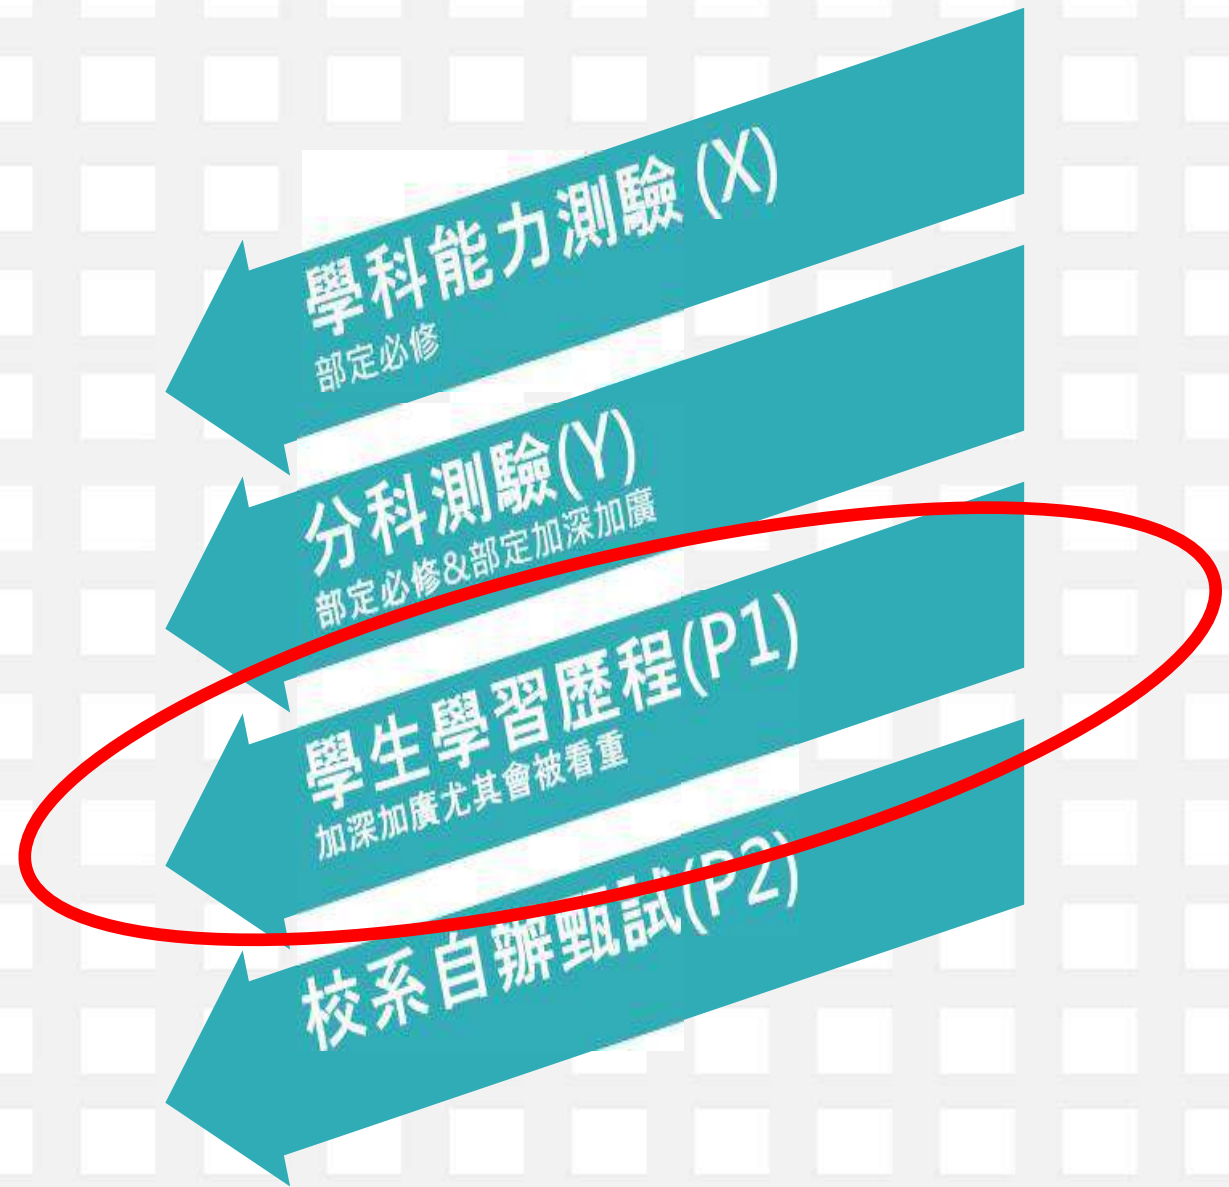 學科能力測驗 (X)
部定必修
分科測驗(Y)
部定必修&部定加深加廣
學生學習歷程(P1)
加深加廣尤其會被看重
校系自辦甄試(P2)